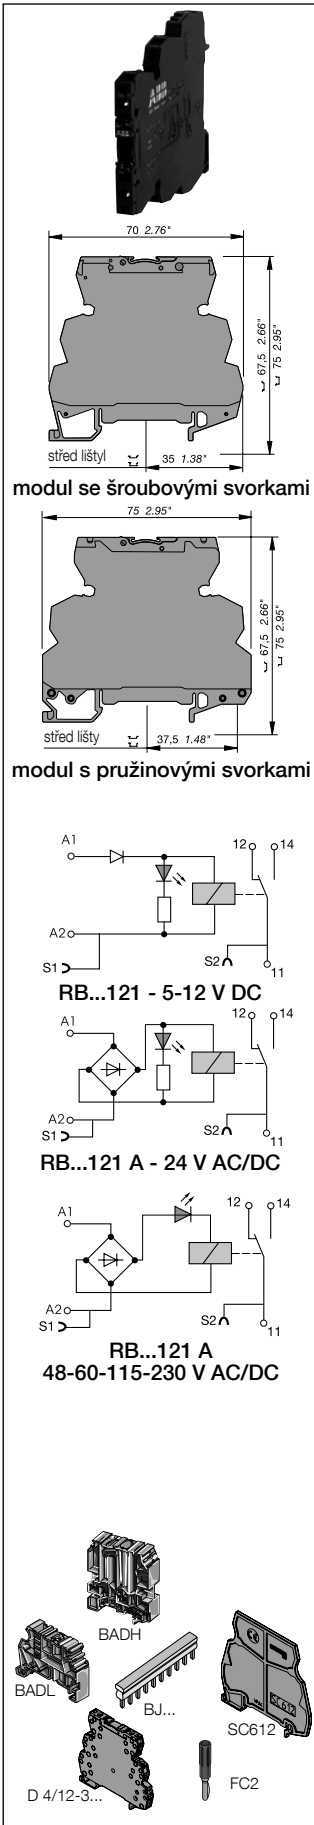 ABB
ABB
70 2.76"
67,5 2.66"
75 2.95"
střed lištyl
35 1.38"
modul se šroubovými svorkami
75 2.95"
67,5 2.66"
75 2.95"
střed lišty
37,5 1.48"
modul s pružinovými svorkami
A1
12 14
A2
S1
S2
11
RB...121 - 5-12 V DC
A1
12 14
A2
S1
S2
11
RB...121 A - 24 V AC/DC
A1
12 14
A2
S1
S2
11
RB...121 A
48-60-115-230 V AC/DC
BADH
BADL
BJ...
SC612
SC612
D 4/12-3...
FC2